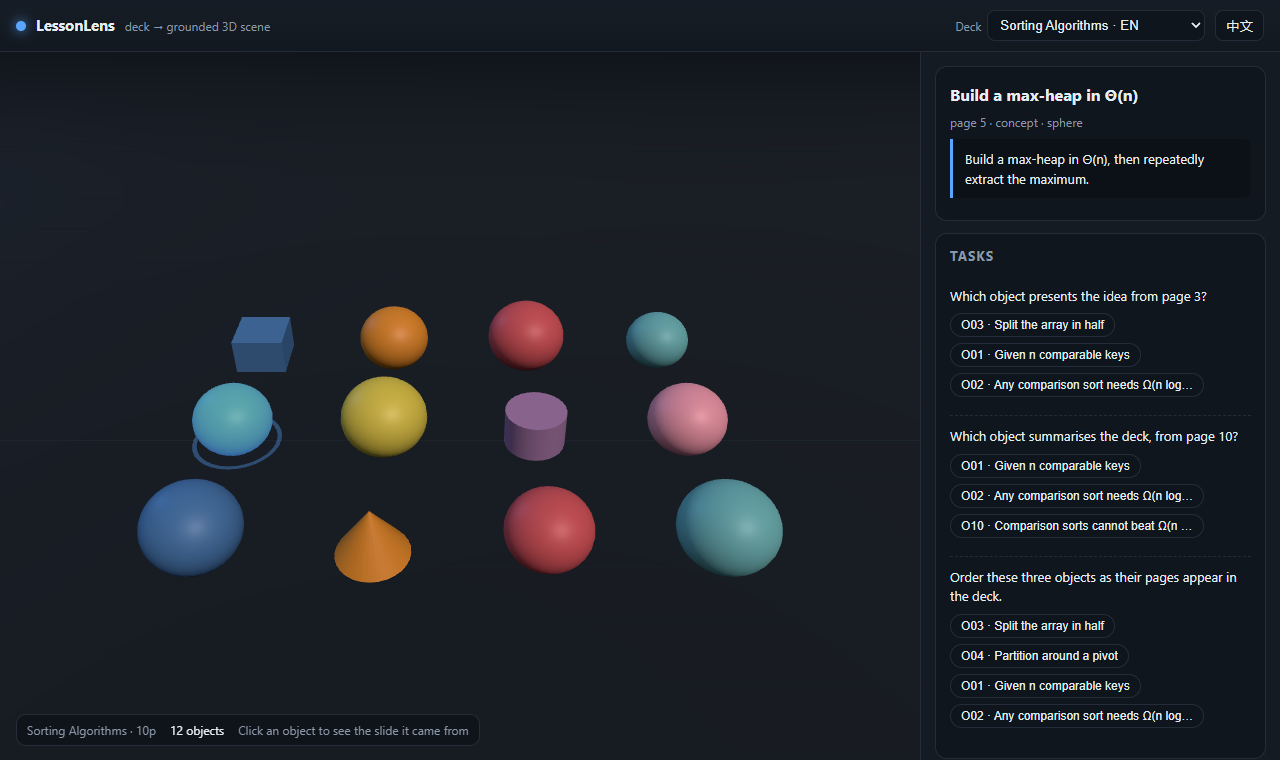 LessonLens deck → grounded 3D scene
Deck Sorting Algorithms · EN 中文
Build a max-heap in Θ(n)
page 5 · concept · sphere
Build a max-heap in Θ(n), then repeatedly
extract the maximum.
TASKS
Which object presents the idea from page 3?
O03 · Split the array in half
O01 · Given n comparable keys
O02 · Any comparison sort needs Ω(n log…
Which object summarises the deck, from page 10?
O01 · Given n comparable keys
O02 · Any comparison sort needs Ω(n log…
O10 · Comparison sorts cannot beat Ω(n …
Order these three objects as their pages appear in
the deck.
O03 · Split the array in half
O04 · Partition around a pivot
O01 · Given n comparable keys
O02 · Any comparison sort needs Ω(n log…
Sorting Algorithms · 10p 12 objects Click an object to see the slide it came from